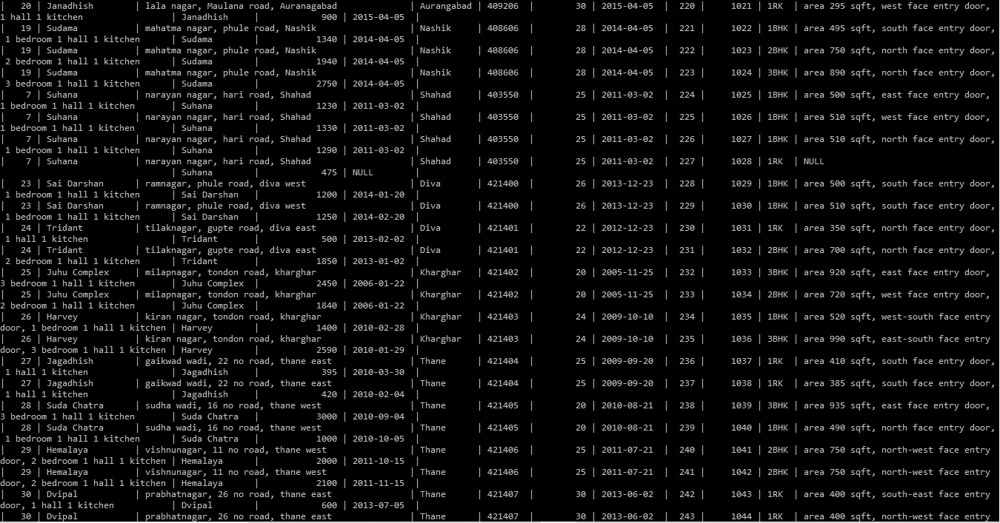 | 20 | Janadhish | lala nagar, Maulana road, Auranagabad | Aurangabad | 409206 | 30 | 2015-04-05 | 220 | 1021 | 1RK | area 295 sqft, west face entry door,
1 hall 1 kitchen | Janadhish | 900 | 2015-04-05 |
| 19 | Sudama | mahatma nagar, phule road, Nashik | Nashik | 408606 | 28 | 2014-04-05 | 221 | 1022 | 1BHK | area 495 sqft, south face entry door,
1 bedroom 1 hall 1 kitchen | Sudama | 1340 | 2014-04-05 |
| 19 | Sudama | mahatma nagar, phule road, Nashik | Nashik | 408606 | 28 | 2014-04-05 | 222 | 1023 | 2BHK | area 750 sqft, north face entry door,
2 bedroom 1 hall 1 kitchen | Sudama | 1940 | 2014-04-05 |
| 19 | Sudama | mahatma nagar, phule road, Nashik | Nashik | 408606 | 28 | 2014-04-05 | 223 | 1024 | 3BHK | area 890 sqft, north face entry door,
3 bedroom 1 hall 1 kitchen | Sudama | 2750 | 2014-04-05 |
| 7 | Suhana | narayan nagar, hari road, Shahad | Shahad | 403550 | 25 | 2011-03-02 | 224 | 1025 | 1BHK | area 500 sqft, east face entry door,
1 bedroom 1 hall 1 kitchen | Suhana | 1230 | 2011-03-02 |
| 7 | Suhana | narayan nagar, hari road, Shahad | Shahad | 403550 | 25 | 2011-03-02 | 225 | 1026 | 1BHK | area 510 sqft, west face entry door,
1 bedroom 1 hall 1 kitchen | Suhana | 1330 | 2011-03-02 |
| 7 | Suhana | narayan nagar, hari road, Shahad | Shahad | 403550 | 25 | 2011-03-02 | 226 | 1027 | 1BHK | area 510 sqft, north face entry door,
1 bedroom 1 hall 1 kitchen | Suhana | 1290 | 2011-03-02 |
| 7 | Suhana | narayan nagar, hari road, Shahad | Shahad | 403550 | 25 | 2011-03-02 | 227 | 1028 | 1RK | NULL
| Suhana | 475 | NULL |
| 23 | Sai Darshan | ramnagar, phule road, diva west | Diva | 421400 | 26 | 2013-12-23 | 228 | 1029 | 1BHK | area 500 sqft, south face entry door,
1 bedroom 1 hall 1 kitchen | Sai Darshan | 1200 | 2014-01-20 |
| 23 | Sai Darshan | ramnagar, phule road, diva west | Diva | 421400 | 26 | 2013-12-23 | 229 | 1030 | 1BHK | area 510 sqft, south face entry door,
1 bedroom 1 hall 1 kitchen | Sai Darshan | 1250 | 2014-02-20 |
| 24 | Tridant | tilaknagar, gupte road, diva east | Diva | 421401 | 22 | 2012-12-23 | 230 | 1031 | 1RK | area 350 sqft, north face entry door,
1 hall 1 kitchen | Tridant | 500 | 2013-02-02 |
| 24 | Tridant | tilaknagar, gupte road, diva east | Diva | 421401 | 22 | 2012-12-23 | 231 | 1032 | 2BHK | area 700 sqft, north face entry door,
2 bedroom 1 hall 1 kitchen | Tridant | 1850 | 2013-01-02 |
| 25 | Juhu Complex | milapnagar, tondon road, kharghar | Kharghar | 421402 | 20 | 2005-11-25 | 232 | 1033 | 3BHK | area 920 sqft, east face entry door,
3 bedroom 1 hall 1 kitchen | Juhu Complex | 2450 | 2006-01-22 |
| 25 | Juhu Complex | milapnagar, tondon road, kharghar | Kharghar | 421402 | 20 | 2005-11-25 | 233 | 1034 | 2BHK | area 720 sqft, west face entry door,
2 bedroom 1 hall 1 kitchen | Juhu Complex | 1840 | 2006-01-22 |
| 26 | Harvey | kiran nagar, tondon road, kharghar | Kharghar | 421403 | 24 | 2009-10-10 | 234 | 1035 | 1BHK | area 520 sqft, west-south face entry
door, 1 bedroom 1 hall 1 kitchen | Harvey | 1400 | 2010-02-28 |
| 26 | Harvey | kiran nagar, tondon road, kharghar | Kharghar | 421403 | 24 | 2009-10-10 | 235 | 1036 | 3BHK | area 990 sqft, east-south face entry
door, 3 bedroom 1 hall 1 kitchen | Harvey | 2590 | 2010-01-29 |
| 27 | Jagadhish | gaikwad wadi, 22 no road, thane east | Thane | 421404 | 25 | 2009-09-20 | 236 | 1037 | 1RK | area 410 sqft, south face entry door,
1 hall 1 kitchen | Jagadhish | 395 | 2010-03-30 |
| 27 | Jagadhish | gaikwad wadi, 22 no road, thane east | Thane | 421404 | 25 | 2009-09-20 | 237 | 1038 | 1RK | area 385 sqft, south face entry door,
1 hall 1 kitchen | Jagadhish | 420 | 2010-02-04 |
| 28 | Suda Chatra | sudha wadi, 16 no road, thane west | Thane | 421405 | 20 | 2010-08-21 | 238 | 1039 | 3BHK | area 935 sqft, east face entry door,
3 bedroom 1 hall 1 kitchen | Suda Chatra | 3000 | 2010-09-04 |
| 28 | Suda Chatra | sudha wadi, 16 no road, thane west | Thane | 421405 | 20 | 2010-08-21 | 239 | 1040 | 1BHK | area 490 sqft, north face entry door,
1 bedroom 1 hall 1 kitchen | Suda Chatra | 1000 | 2010-10-05 |
| 29 | Hemalaya | vishnunagar, 11 no road, thane west | Thane | 421406 | 25 | 2011-07-21 | 240 | 1041 | 2BHK | area 750 sqft, north-west face entry
door, 2 bedroom 1 hall 1 kitchen | Hemalaya | 2000 | 2011-10-15 |
| 29 | Hemalaya | vishnunagar, 11 no road, thane west | Thane | 421406 | 25 | 2011-07-21 | 241 | 1042 | 2BHK | area 750 sqft, north-west face entry
door, 2 bedroom 1 hall 1 kitchen | Hemalaya | 2100 | 2011-11-15 |
| 30 | Dvipal | prabhatnagar, 26 no road, thane east | Thane | 421407 | 30 | 2013-06-02 | 242 | 1043 | 1RK | area 400 sqft, south-east face entry
door, 1 hall 1 kitchen | Dvipal | 600 | 2013-07-05 |
| 30 | Dvipal | prabhatnagar, 26 no road, thane east | Thane | 421407 | 30 | 2013-06-02 | 243 | 1044 | 1RK | area 400 sqft, north-west face entry